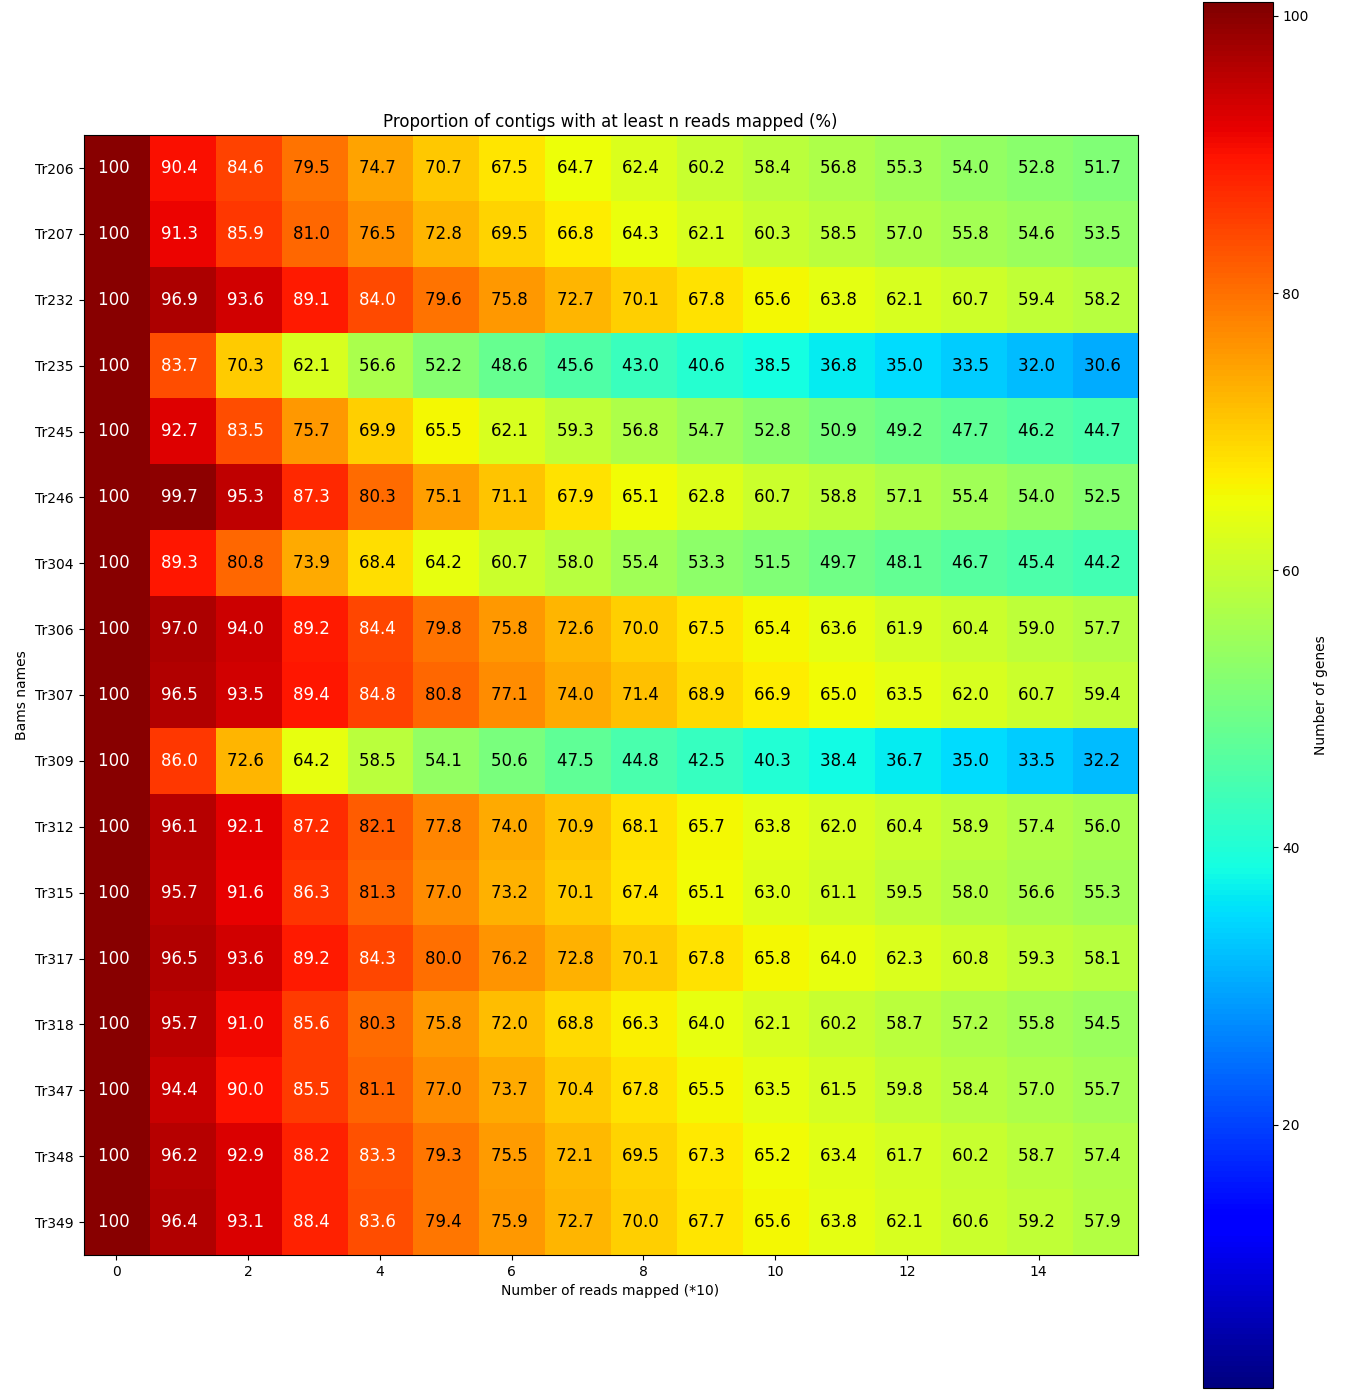 100
Proportion of contigs with at least n reads mapped (%)
Tr206 100 90.4 84.6 79.5 74.7 70.7 67.5 64.7 62.4 60.2 58.4 56.8 55.3 54.0 52.8 51.7
Tr207 100 91.3 85.9 81.0 76.5 72.8 69.5 66.8 64.3 62.1 60.3 58.5 57.0 55.8 54.6 53.5
80
Tr232 100 96.9 93.6 89.1 84.0 79.6 75.8 72.7 70.1 67.8 65.6 63.8 62.1 60.7 59.4 58.2
Tr235 100 83.7 70.3 62.1 56.6 52.2 48.6 45.6 43.0 40.6 38.5 36.8 35.0 33.5 32.0 30.6
Tr245 100 92.7 83.5 75.7 69.9 65.5 62.1 59.3 56.8 54.7 52.8 50.9 49.2 47.7 46.2 44.7
Tr246 100 99.7 95.3 87.3 80.3 75.1 71.1 67.9 65.1 62.8 60.7 58.8 57.1 55.4 54.0 52.5
Tr304 100 89.3 80.8 73.9 68.4 64.2 60.7 58.0 55.4 53.3 51.5 49.7 48.1 46.7 45.4 44.2
60
Tr306 100 97.0 94.0 89.2 84.4 79.8 75.8 72.6 70.0 67.5 65.4 63.6 61.9 60.4 59.0 57.7
Bams names
Number of genes
Tr307 100 96.5 93.5 89.4 84.8 80.8 77.1 74.0 71.4 68.9 66.9 65.0 63.5 62.0 60.7 59.4
Tr309 100 86.0 72.6 64.2 58.5 54.1 50.6 47.5 44.8 42.5 40.3 38.4 36.7 35.0 33.5 32.2
Tr312 100 96.1 92.1 87.2 82.1 77.8 74.0 70.9 68.1 65.7 63.8 62.0 60.4 58.9 57.4 56.0
40
Tr315 100 95.7 91.6 86.3 81.3 77.0 73.2 70.1 67.4 65.1 63.0 61.1 59.5 58.0 56.6 55.3
Tr317 100 96.5 93.6 89.2 84.3 80.0 76.2 72.8 70.1 67.8 65.8 64.0 62.3 60.8 59.3 58.1
Tr318 100 95.7 91.0 85.6 80.3 75.8 72.0 68.8 66.3 64.0 62.1 60.2 58.7 57.2 55.8 54.5
Tr347 100 94.4 90.0 85.5 81.1 77.0 73.7 70.4 67.8 65.5 63.5 61.5 59.8 58.4 57.0 55.7
20
Tr348 100 96.2 92.9 88.2 83.3 79.3 75.5 72.1 69.5 67.3 65.2 63.4 61.7 60.2 58.7 57.4
Tr349 100 96.4 93.1 88.4 83.6 79.4 75.9 72.7 70.0 67.7 65.6 63.8 62.1 60.6 59.2 57.9
0 2 4 6 8 10 12 14
Number of reads mapped (*10)